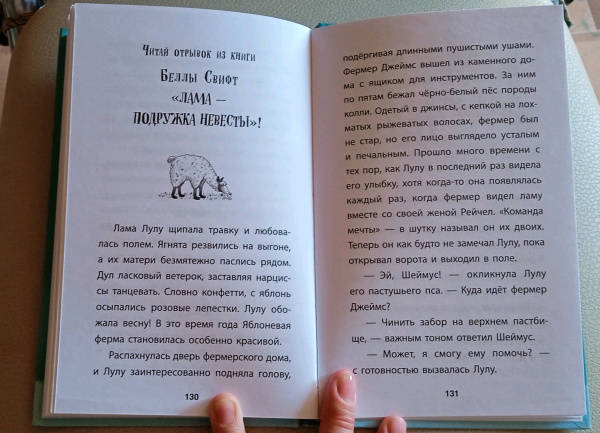 Читай отрывок из книги
Беллы Свифт
«Лама –
подружка невесты»!
Лама Лулу щипала травку и любова-
лась полем. Ягнята резвились на выгоне,
а их матери безмятежно паслись рядом.
Дул ласковый ветерок, заставляя нарцис-
сы танцевать. Словно конфетти, с яблонь
осыпались розовые лепестки. Лулу обо-
жала весну! В это время года Яблоневая
ферма становилась особенно красивой.
Распахнулась дверь фермерского дома,
и Лулу заинтересованно подняла голову,
130
подёргивая длинными пушистыми ушами.
Фермер Джеймс вышел из каменного до-
ма с ящиком для инструментов. За ним
по пятам бежал чёрно-белый пёс породы
колли. Одетый в джинсы, с кепкой на лох-
матых рыжеватых волосах, фермер был
не стар, но его лицо выглядело усталым
и печальным. Прошло много времени с
тех пор, как Лулу в последний раз видела
его улыбку, хотя когда-то она появлялась
каждый раз, когда фермер видел ламу
вместе со своей женой Рейчел. «Команда
мечты» — в шутку называл он их двоих.
Теперь он как будто не замечал Лулу, пока
открывал ворота и выходил в поле.
— Эй, Шеймус! — окликнула Лулу
его пастушьего пса. — Куда идёт фермер
Джеймс?
— Чинить забор на верхнем пастби-
ще, — важным тоном ответил Шеймус.
— Может, я смогу ему помочь? —
с готовностью вызвалась Лулу.
131